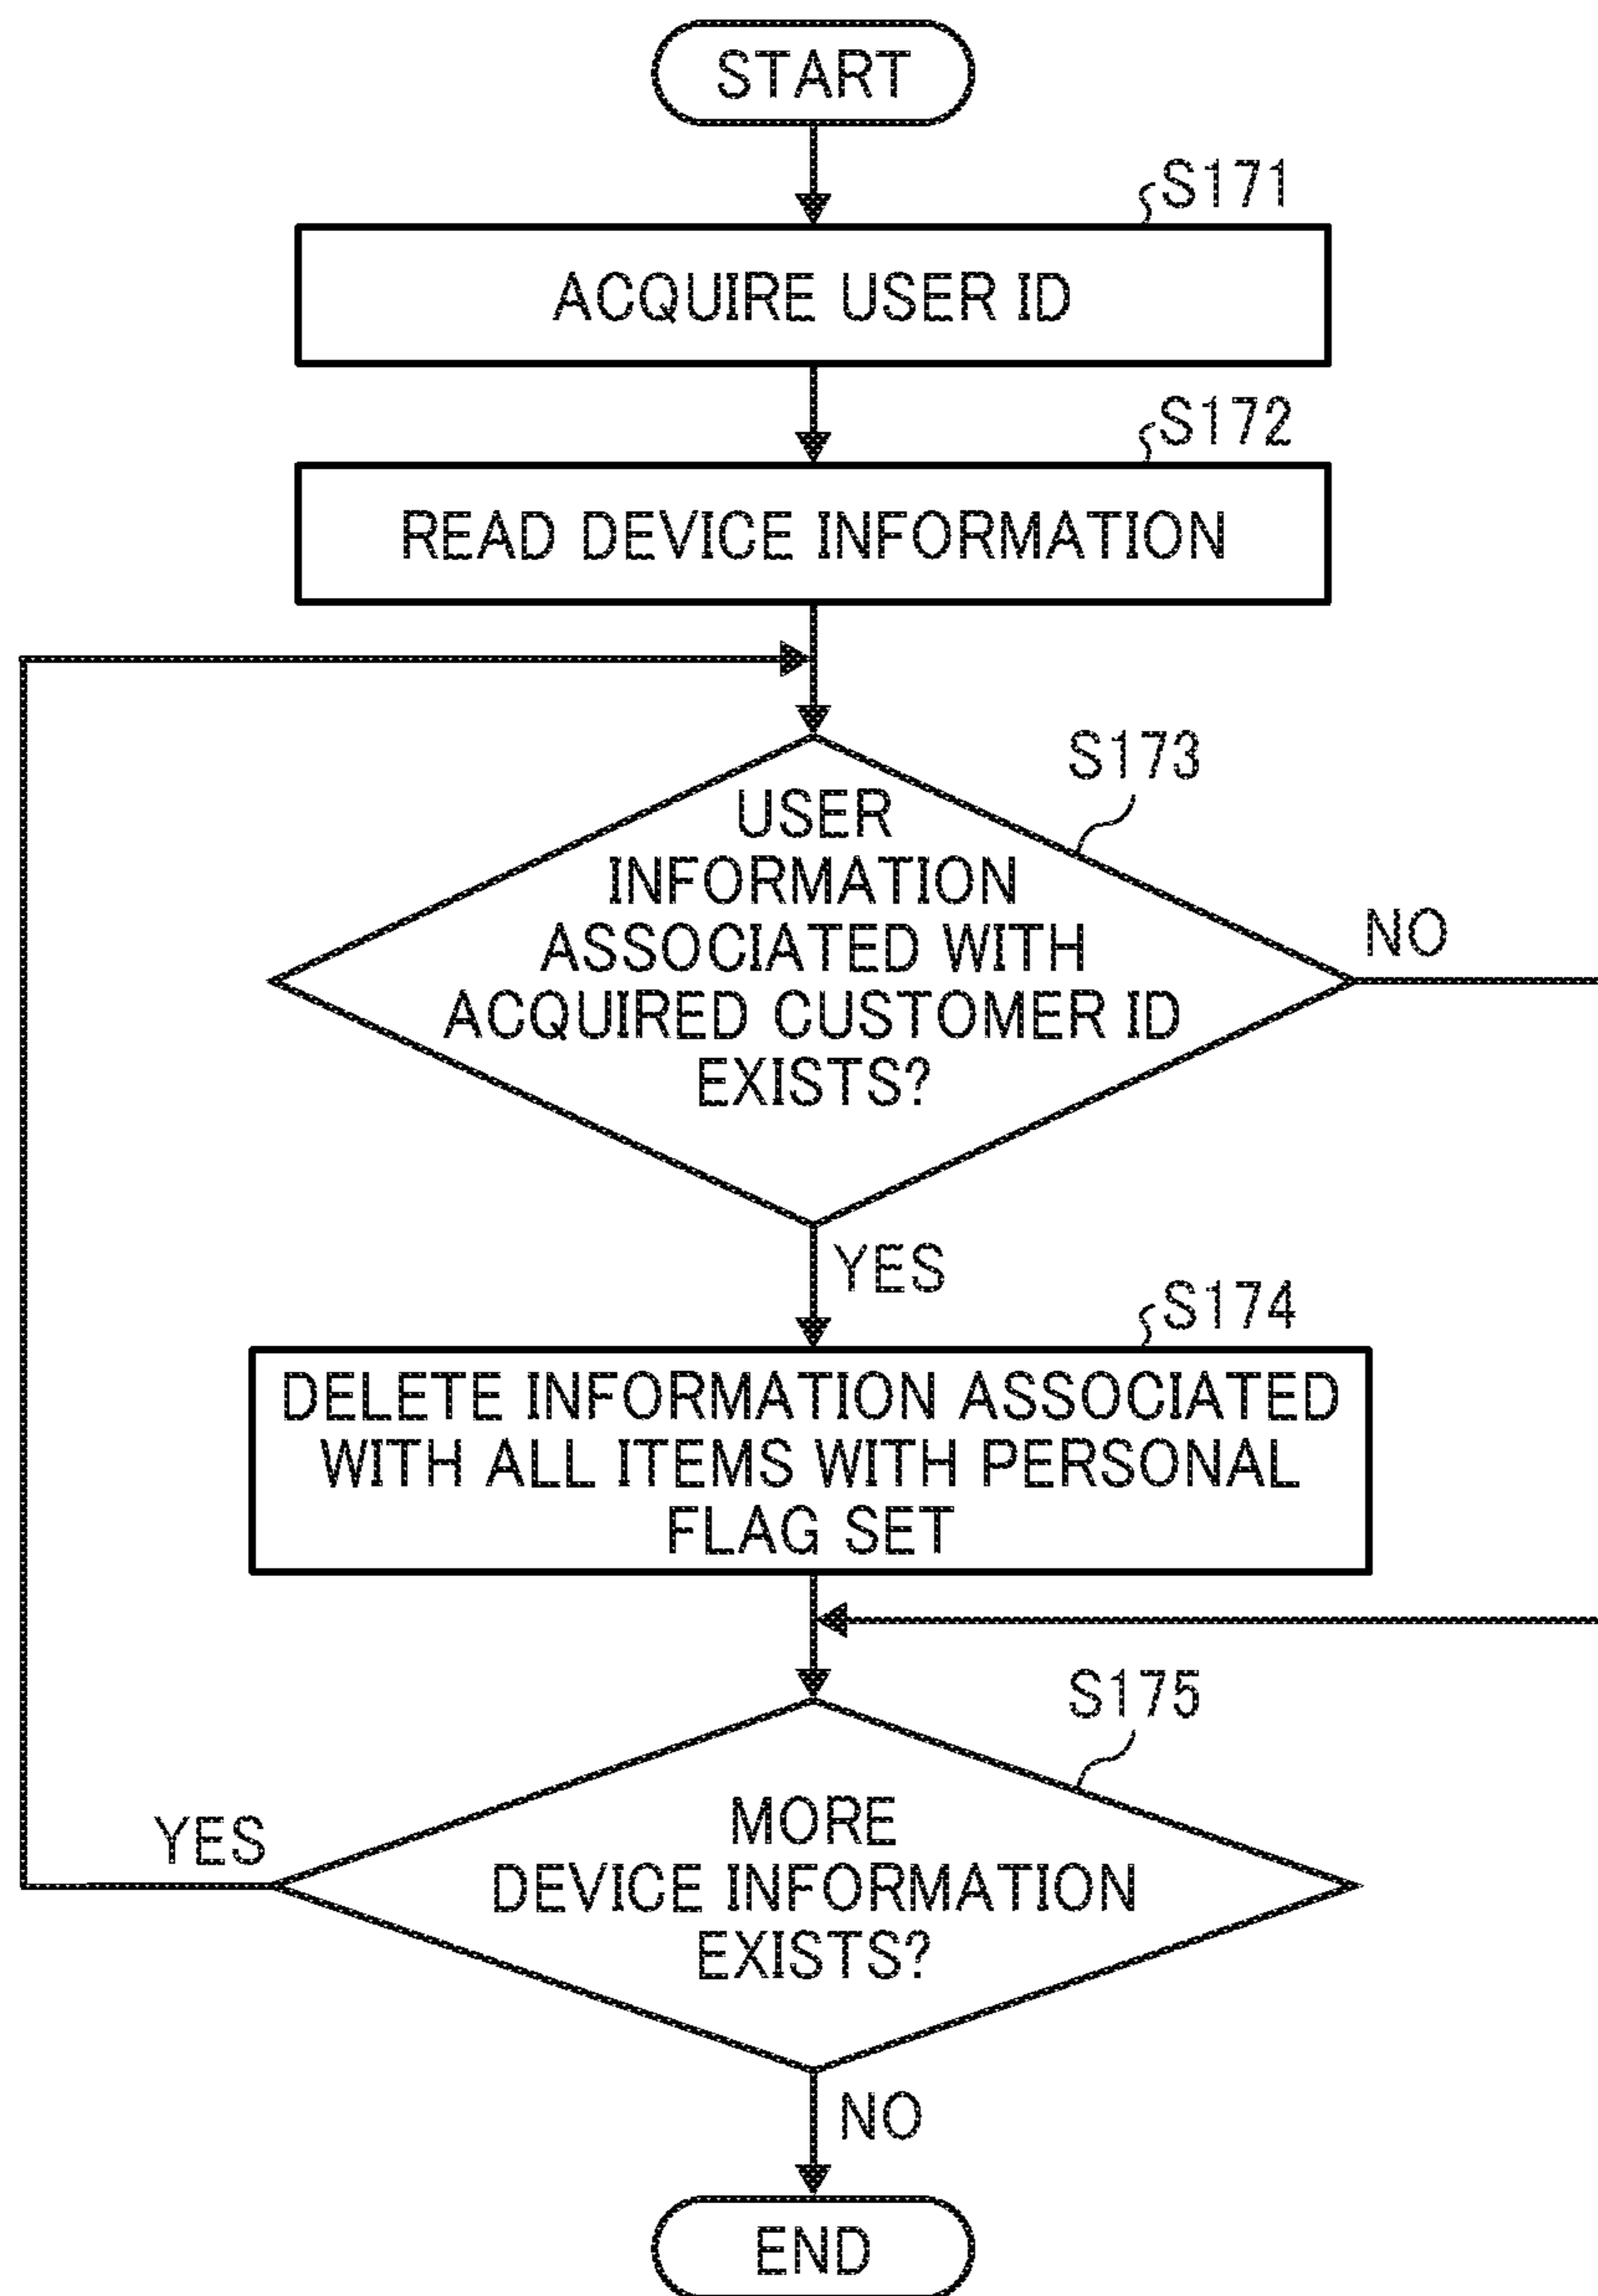 START
S171
ACQUIRE USER ID
S172
READ DEVICE INFORMATION
S173
USER
INFORMATION
ASSOCIATED WITH
ACQUIRED CUSTOMER ID
EXISTS?
NO
YES
S174
DELETE INFORMATION ASSOCIATED
WITH ALL ITEMS WITH PERSONAL
FLAG SET
S175
MORE
DEVICE INFORMATION
EXISTS?
YES
NO
END